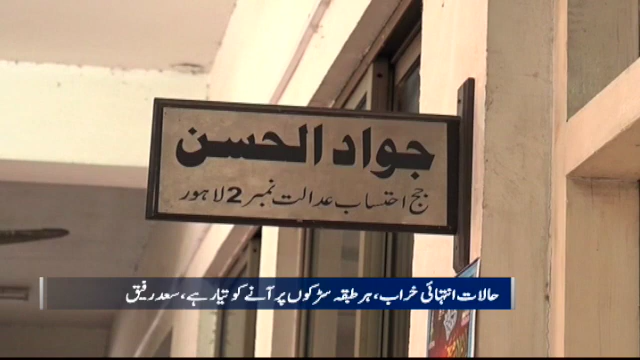 جواد الحسن
جج احتساب عدالت نمبر 2 لاہور
حالات انتہائی خراب، ہر طبقہ سڑکوں پر آنے کو تیار ہے، سعد رفیق